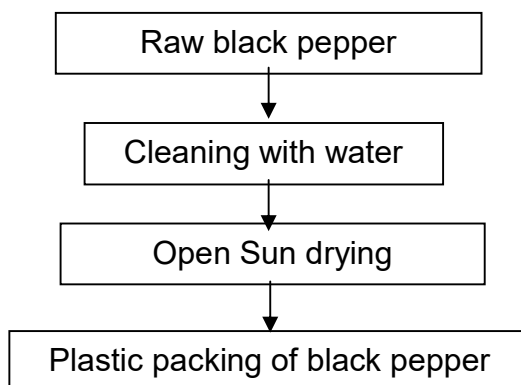 Raw black pepper
Cleaning with water
Open Sun drying
Plastic packing of black pepper